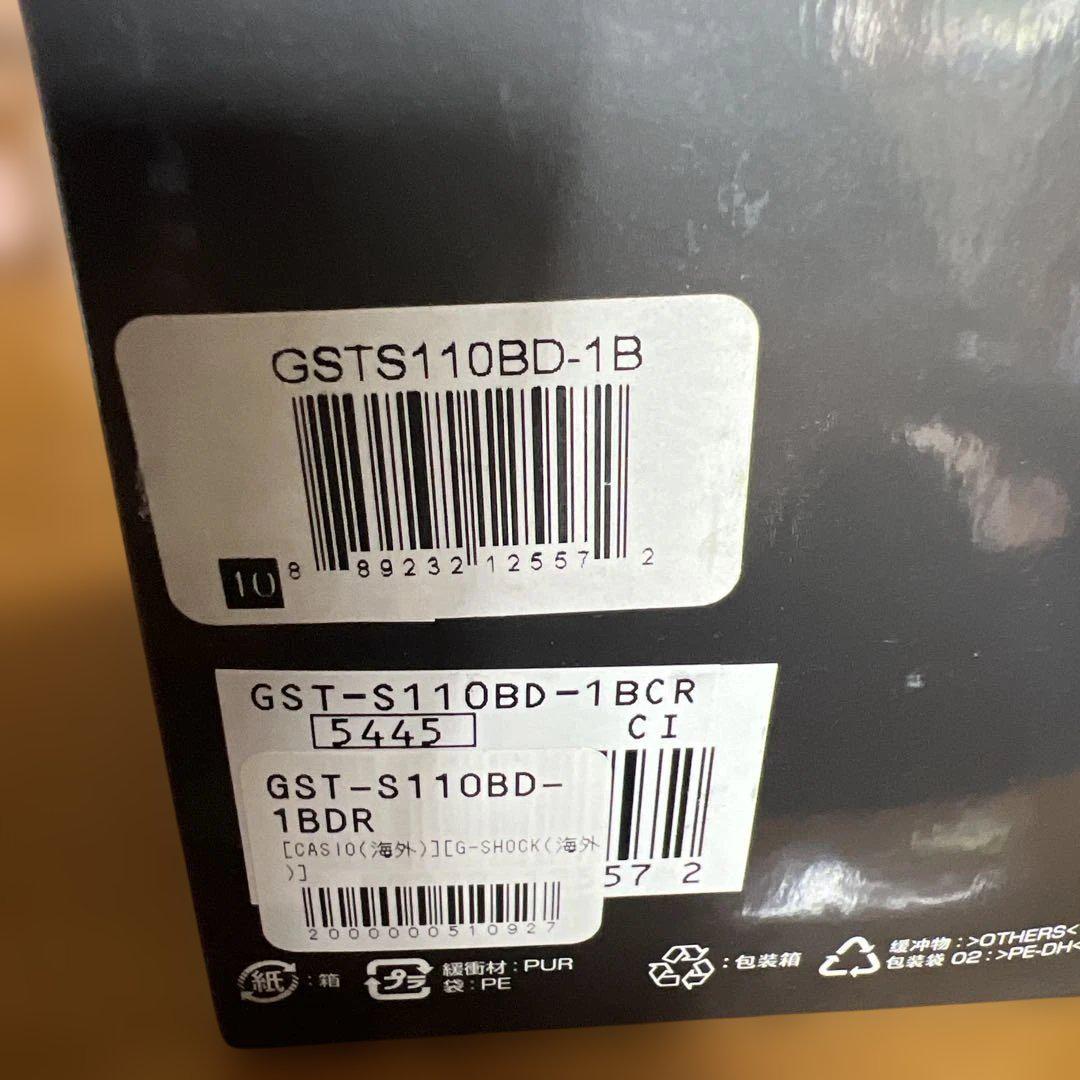 GSTS110BD-1B
10
8 89232 12557 2
GST-S110BD-1BCR
5445
CI
GST-S110BD-
1BDR
[CASIO(海外)][G-SHOCK(海外
)]
57 2
2000000510927
紙 : 箱
プラ 緩衝材 : PUR
袋 : PE
: 包装箱
缓冲物 : >OTHERS<
包装袋 02 : >PE-DH<